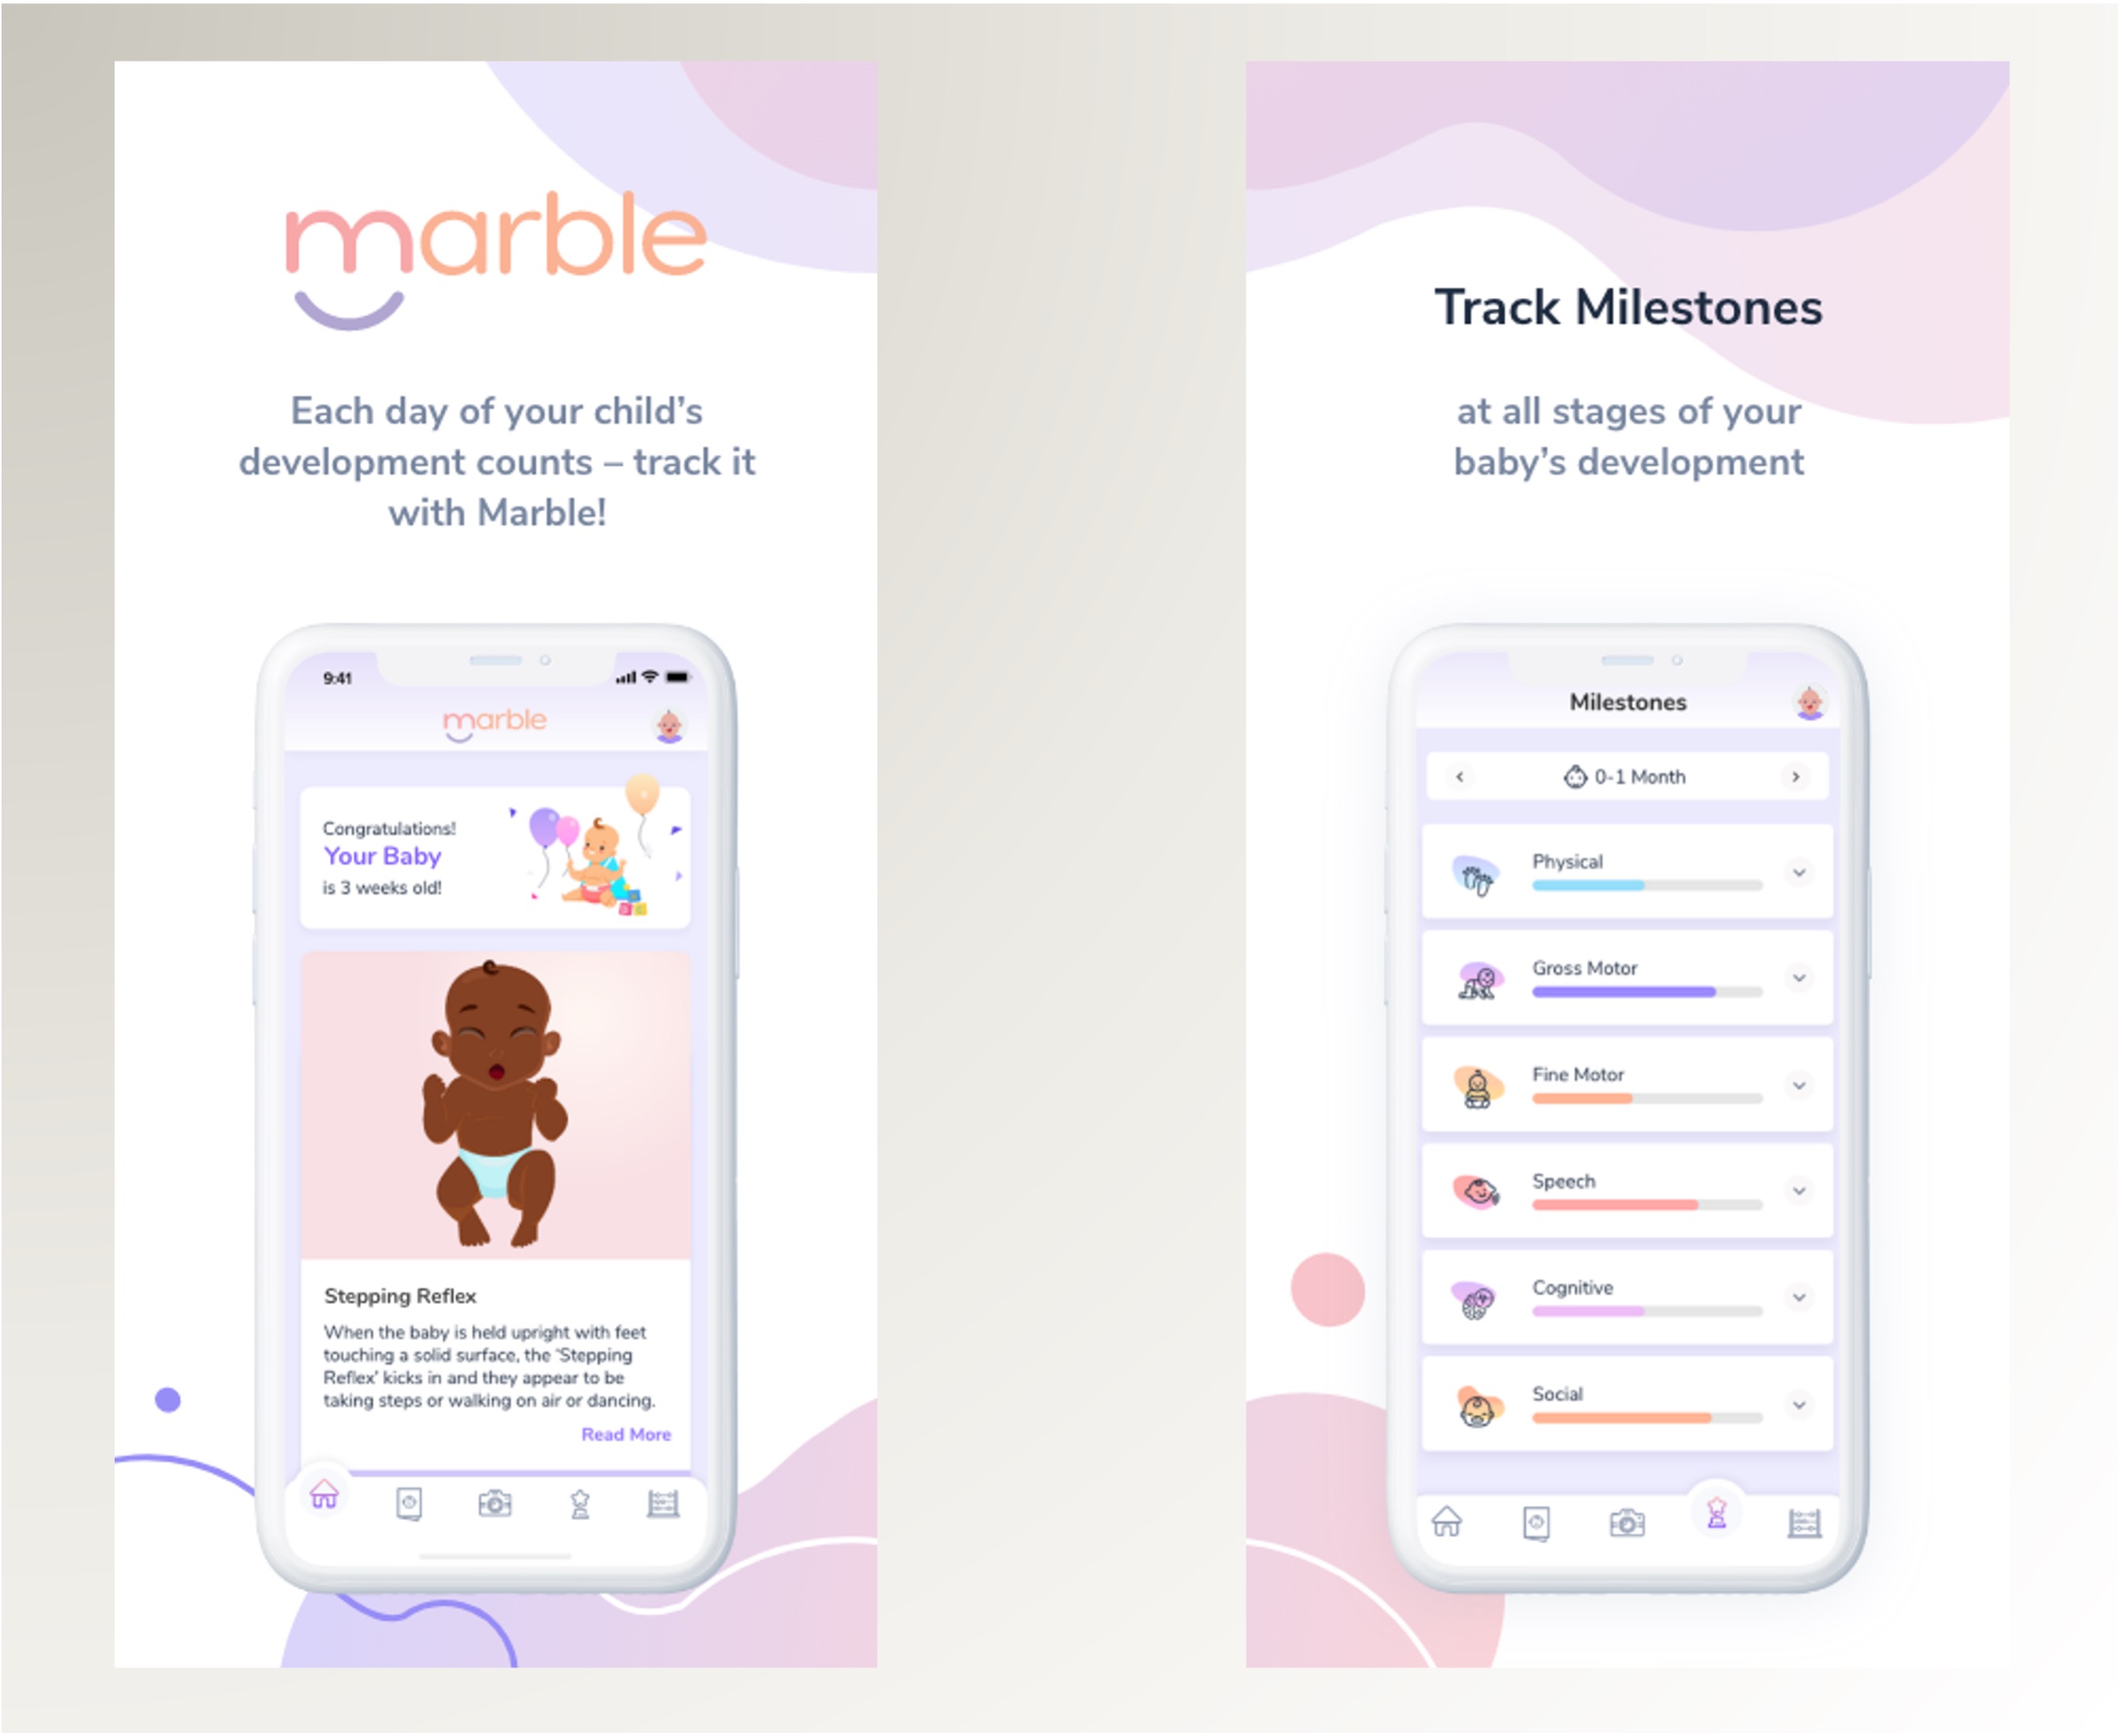 marble
Each day of your child’s
development counts – track it
with Marble!
9:41
marble
Congratulations!
Your Baby
is 3 weeks old!
Stepping Reflex
When the baby is held upright with feet
touching a solid surface, the ‘Stepping
Reflex’ kicks in and they appear to be
taking steps or walking on air or dancing.
Read More
Track Milestones
at all stages of your
baby’s development
Milestones
0-1 Month
Physical
Gross Motor
Fine Motor
Speech
Cognitive
Social